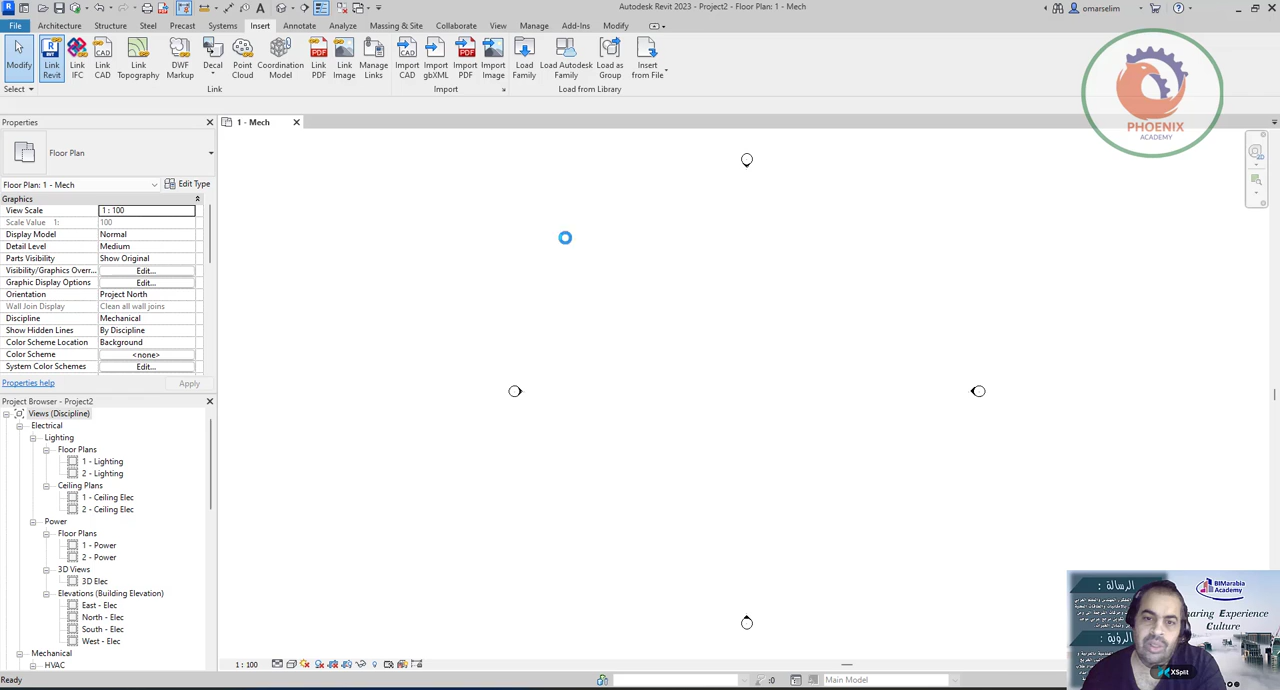 Autodesk Revit 2023 - Project2 - Floor Plan: 1 - Mech
omarselim
File Architecture Structure Steel Precast Systems Insert Annotate Analyze Massing & Site Collaborate View Manage Add-Ins Modify
Modify
Link Revit
Link IFC
Link CAD
Link Topography
DWF Markup
Decal
Point Cloud
Coordination Model
Link PDF
Link Image
Manage Links
Import CAD
Import gbXML
Import PDF
Import Image
Load Family
Load Autodesk Family
Load as Group
Insert from File
Select
Link
Import
Load from Library
PHOENIX
ACADEMY
Properties
1 - Mech
Floor Plan
Floor Plan: 1 - Mech Edit Type
Graphics
View Scale 1 : 100
Scale Value 1: 100
Display Model Normal
Detail Level Medium
Parts Visibility Show Original
Visibility/Graphics Overr... Edit...
Graphic Display Options Edit...
Orientation Project North
Wall Join Display Clean all wall joins
Discipline Mechanical
Show Hidden Lines By Discipline
Color Scheme Location Background
Color Scheme <none>
System Color Schemes Edit...
Properties help Apply
Project Browser - Project2
Views (Discipline)
Electrical
Lighting
Floor Plans
1 - Lighting
2 - Lighting
Ceiling Plans
1 - Ceiling Elec
2 - Ceiling Elec
Power
Floor Plans
1 - Power
2 - Power
3D Views
3D Elec
Elevations (Building Elevation)
East - Elec
North - Elec
South - Elec
West - Elec
Mechanical
HVAC
1 : 100
Ready
:0
Main Model
الرسالة :
BIMarabia
Academy
haring Experience
Culture
الرؤية :
XSplit